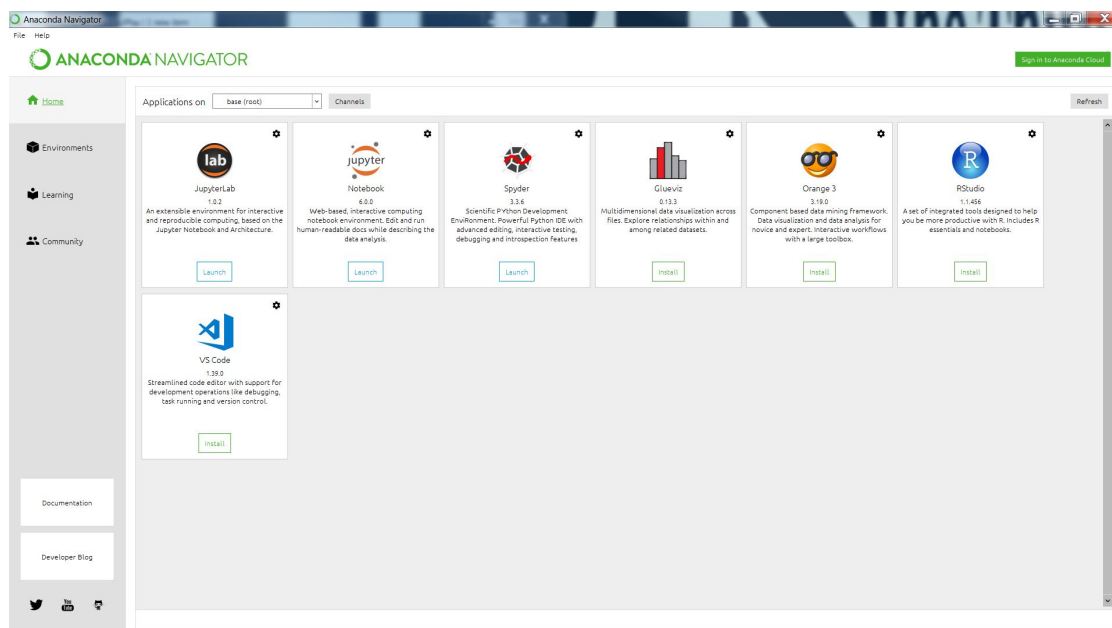 Anaconda Navigator
File Help
ANACONDA NAVIGATOR
Sign in to Anaconda Cloud
Home
Applications on base (root) Channels Refresh
Environments
Learning
Community
lab
JupyterLab
1.0.2
An extensible environment for interactive
and reproducible computing, based on the
Jupyter Notebook and Architecture.
Launch
jupyter
Notebook
6.0.0
Web-based, interactive computing
notebook environment. Edit and run
human-readable docs while describing the
data analysis.
Launch
Spyder
3.3.6
Scientific PYthon Development
EnviRonment. Powerful Python IDE with
advanced editing, interactive testing,
debugging and introspection features
Launch
Glueviz
0.13.3
Multidimensional data visualization across
files. Explore relationships within and
among related datasets.
Install
Orange 3
3.19.0
Component based data mining framework.
Data visualization and data analysis for
novice and expert. Interactive workflows
with a large toolbox.
Install
R
RStudio
1.1.456
A set of integrated tools designed to help
you be more productive with R. Includes R
essentials and notebooks.
Install
VS Code
1.39.0
Streamlined code editor with support for
development operations like debugging,
task running and version control.
Install
Documentation
Developer Blog
You
Tube